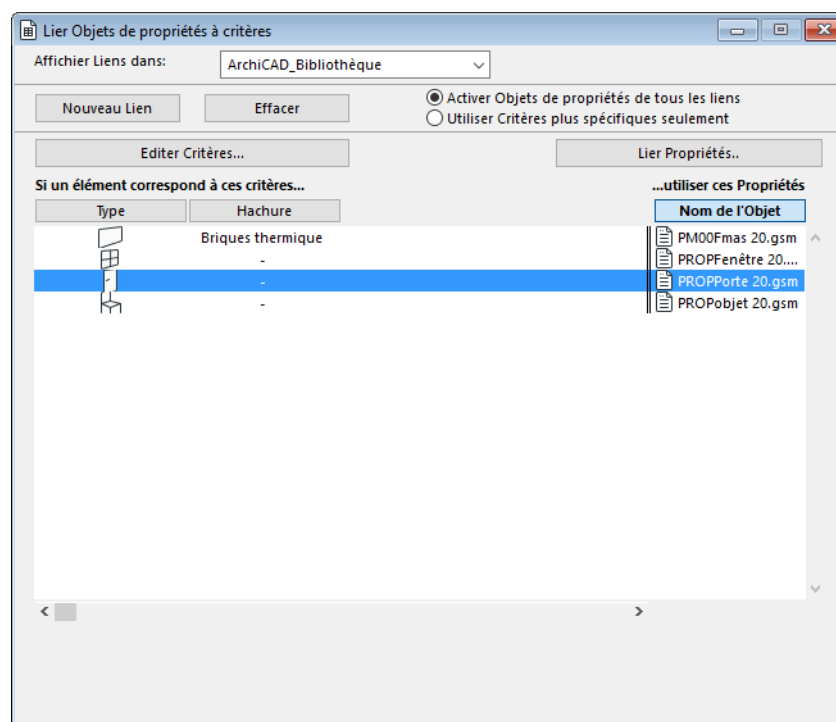 Lier Objets de propriétés à critères
Affichier Liens dans: ArchiCAD_Bibliothèque
Nouveau Lien Effacer Activer Objets de propriétés de tous les liens
Utiliser Critères plus spécifiques seulement
Editer Critères... Lier Propriétés..
Si un élément correspond à ces critères... ...utiliser ces Propriétés
Type Hachure Nom de l'Objet
Briques thermique PM00Fmas 20.gsm
- PROPFenêtre 20....
- PROPPorte 20.gsm
- PROPobjet 20.gsm